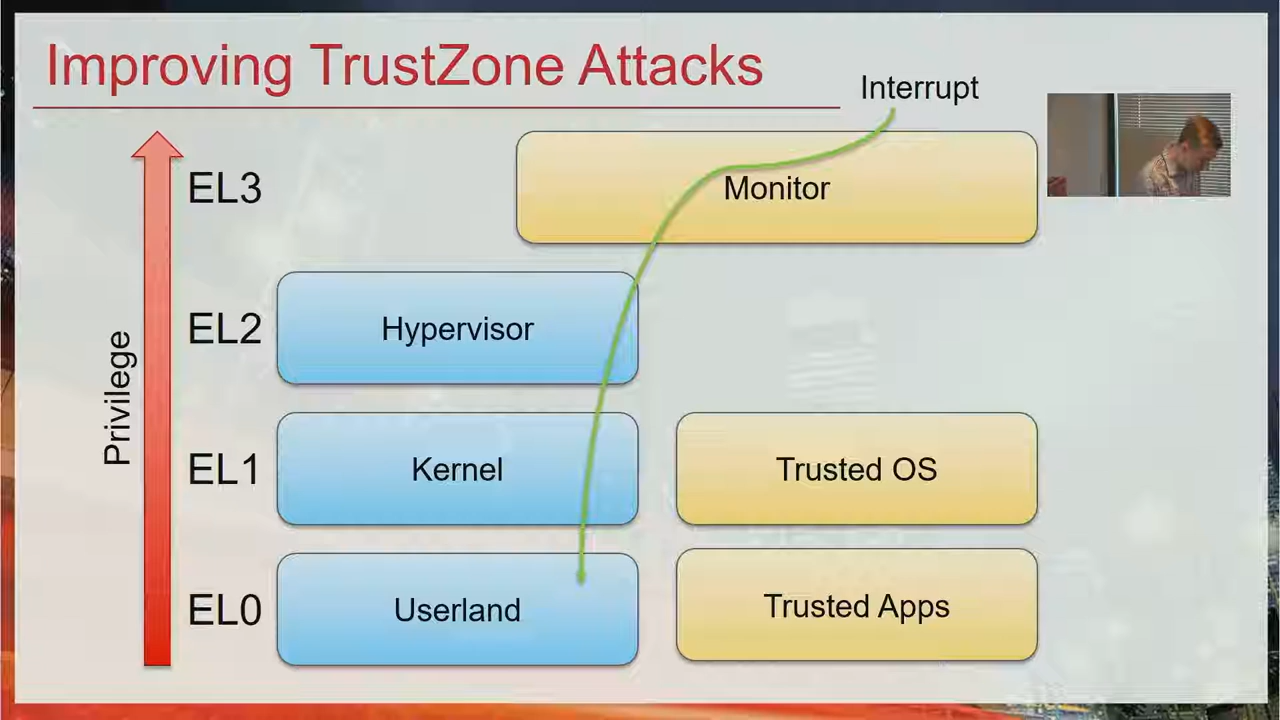 Improving TrustZone Attacks
Interrupt
EL3
Monitor
EL2
Hypervisor
Privilege
EL1
Kernel
Trusted OS
EL0
Userland
Trusted Apps